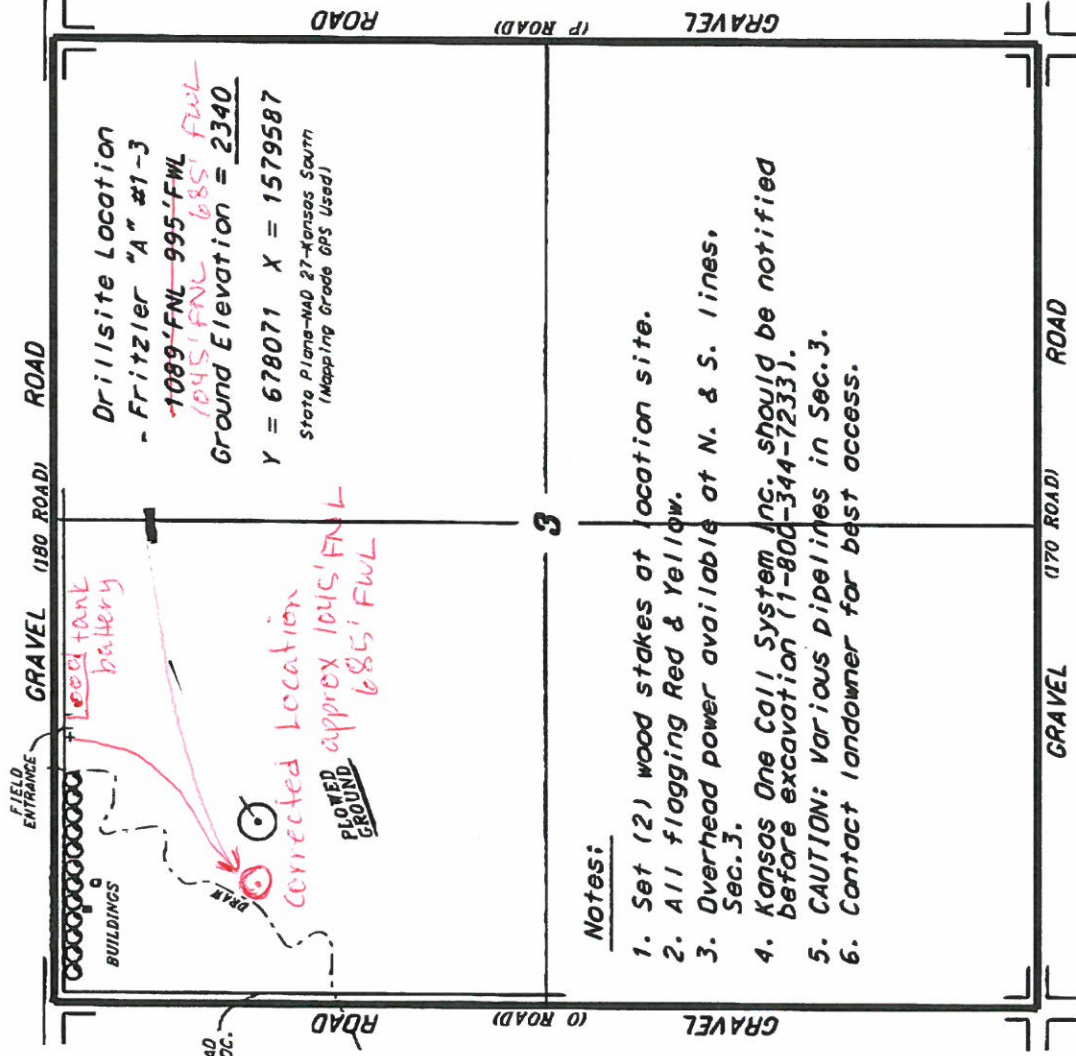 GRAVEL (180 ROAD) ROAD
FIELD
ENTRANCE
Lead tank
battery
BUILDINGS
DRAW
Drillsite Location
- Fritzler "A" #1-3
1089'FNL 995'FWL
1045' FNL 685' FWL
Ground Elevation = 2340
Y = 678071 X = 1579587
State Plane-NAD 27-Kansas South
(Mapping Grade GPS Used)
Corrected Location
approx 1045' FNL
685' FWL
PLOWED
GROUND
3
ROAD (P ROAD) GRAVEL
ROAD (O ROAD) GRAVEL
AD
OC.
Notes:
1. Set (2) wood stakes at location site.
2. All flagging Red & Yellow.
3. Overhead power available at N. & S. lines.
Sec.3.
4. Kansas One Call System Inc. should be notified
before excavation (1-800-344-7233).
5. CAUTION: Various pipelines in Sec.3.
6. Contact landowner for best access.
GRAVEL (170 ROAD) ROAD